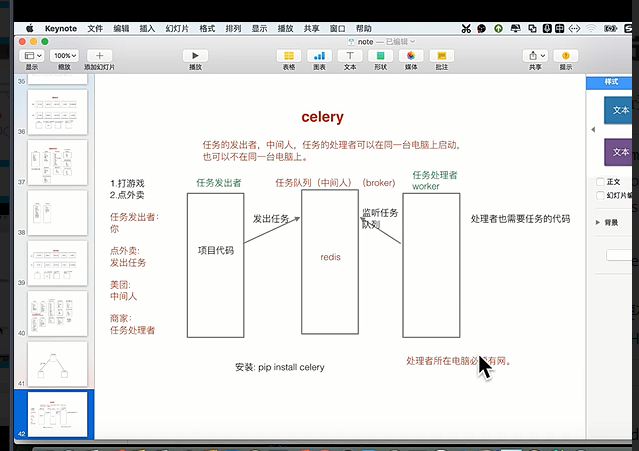 Keynote 文件 编辑 插入 幻灯片 格式 排列 显示 播放 共享 窗口 帮助
note — 已编辑
100%
显示 缩放 添加幻灯片 播放 表格 图表 文本 形状 媒体 批注 共享 提示
样式
文本
文本
正文
幻灯片编
背景
35
36
37
38
39
40
41
42
celery
任务的发出者，中间人，任务的处理者可以在同一台电脑上启动，
也可以不在同一台电脑上。
1.打游戏
2.点外卖
任务发出者：
你
点外卖：
发出任务
美团：
中间人
商家：
任务处理者
任务发出者
项目代码
发出任务
任务队列（中间人） (broker)
redis
监听任务
队列
任务处理者
worker
处理者也需要任务的代码
安装: pip install celery
处理者所在电脑必须有网。